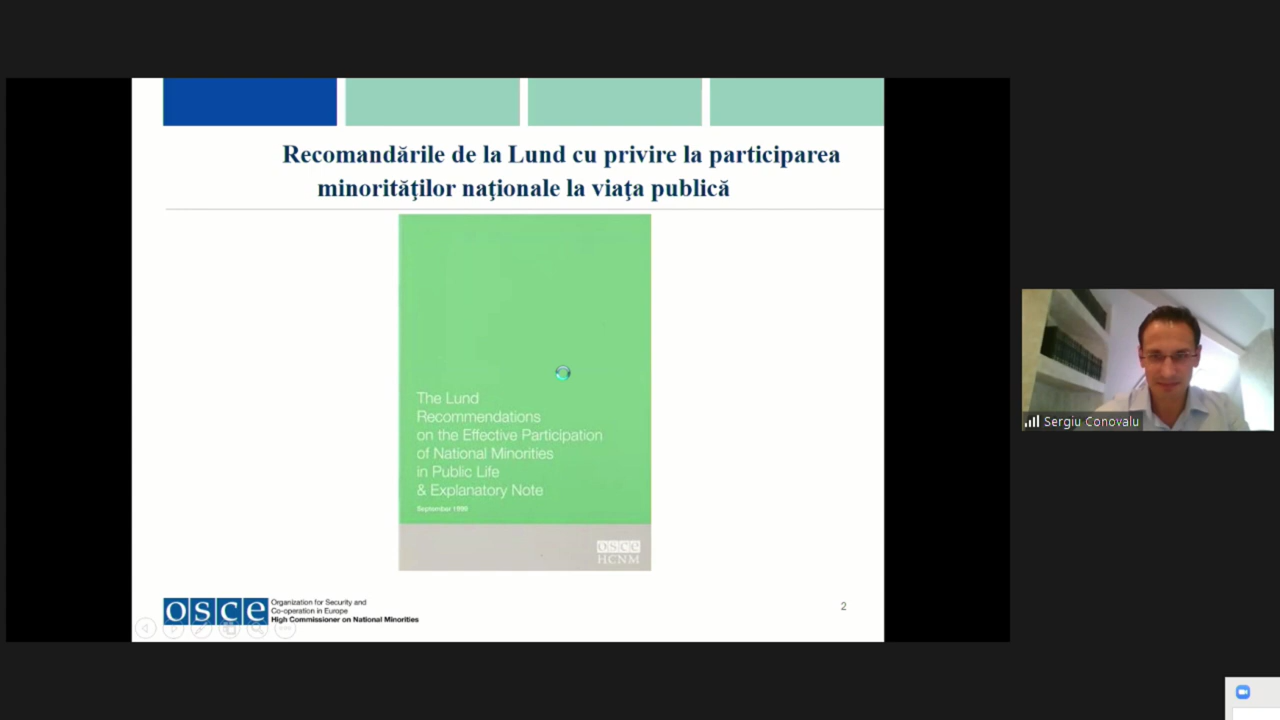 Recomandările de la Lund cu privire la participarea
minorităţilor naţionale la viaţa publică
The Lund
Recommendations
on the Effective Participation
of National Minorities
in Public Life
& Explanatory Note
September 1999
osce
HCNM
osce
Organization for Security and
Co-operation in Europe
High Commissioner on National Minorities
2
Sergiu Conovalu